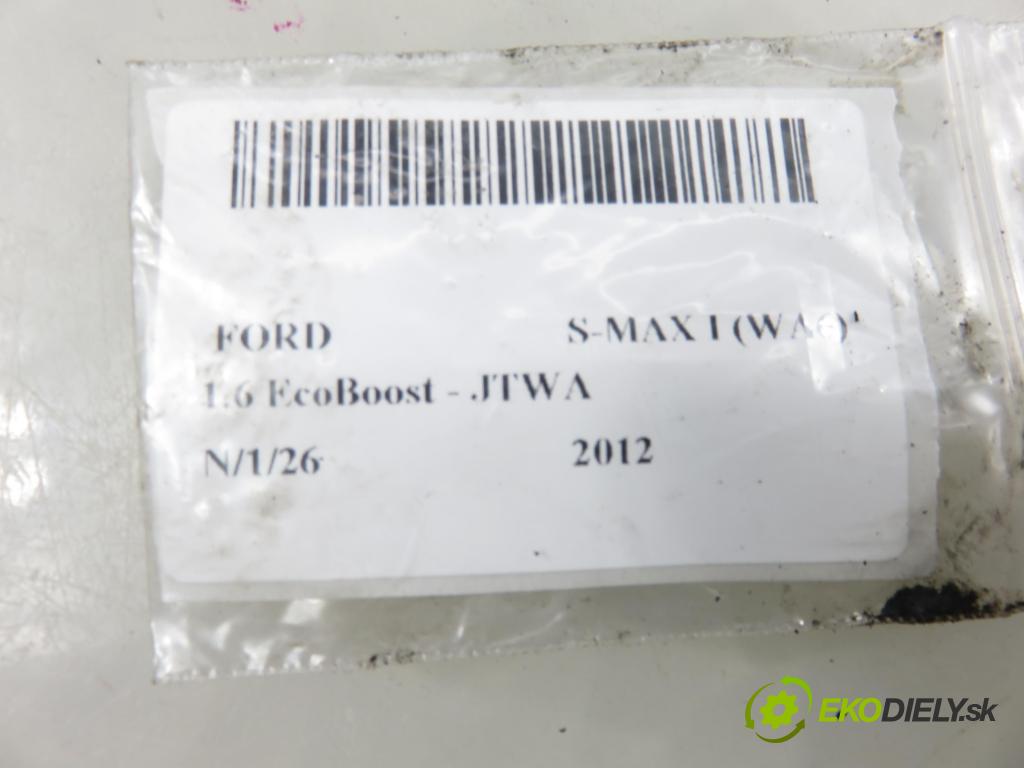 FORD S-MAX I (WA6)
1.6 EcoBoost - JTWA
N/1/26 2012
EKODIELY.sk